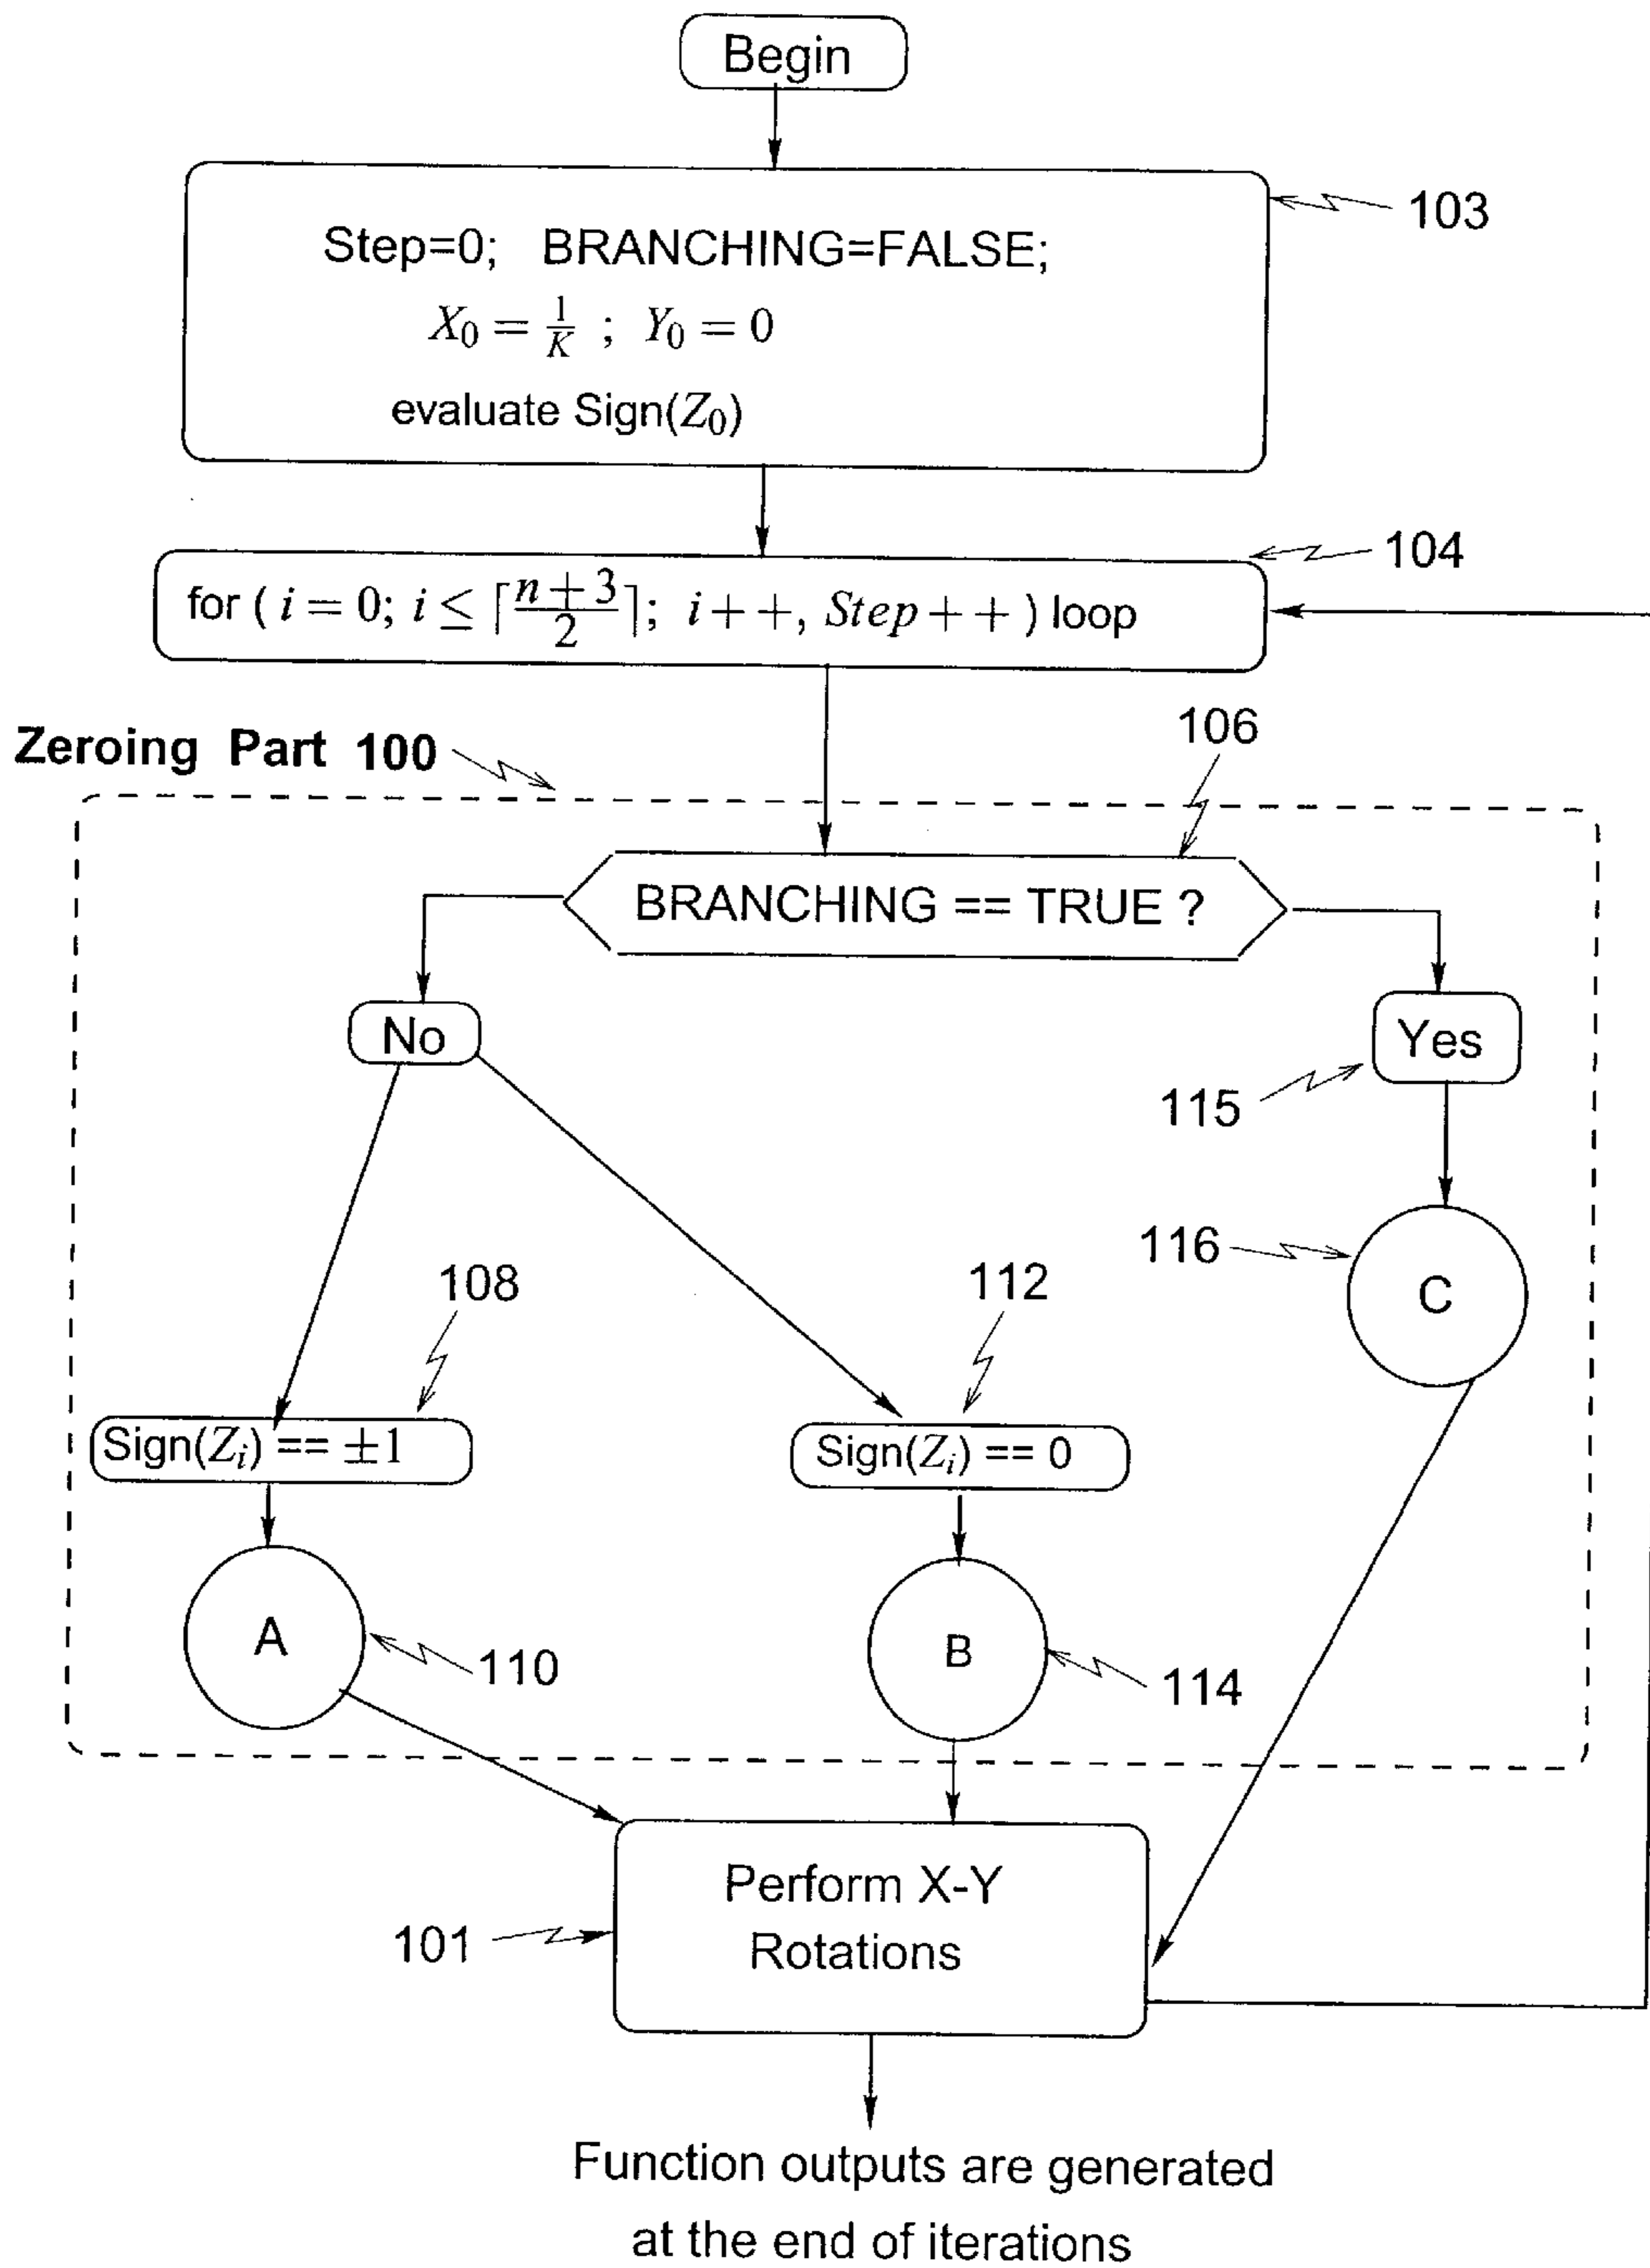 Begin
103
Step=0; BRANCHING=FALSE;
X₀ = 1/K ; Y₀ = 0
evaluate Sign(Z₀)
104
for ( i = 0; i ≤ ⌈(n+3)/2⌉; i++, Step++ ) loop
Zeroing Part 100
106
BRANCHING == TRUE ?
No
Yes
115
116
C
108
112
Sign(Zᵢ) == ±1
Sign(Zᵢ) == 0
A
110
B
114
Perform X-Y
Rotations
101
Function outputs are generated
at the end of iterations